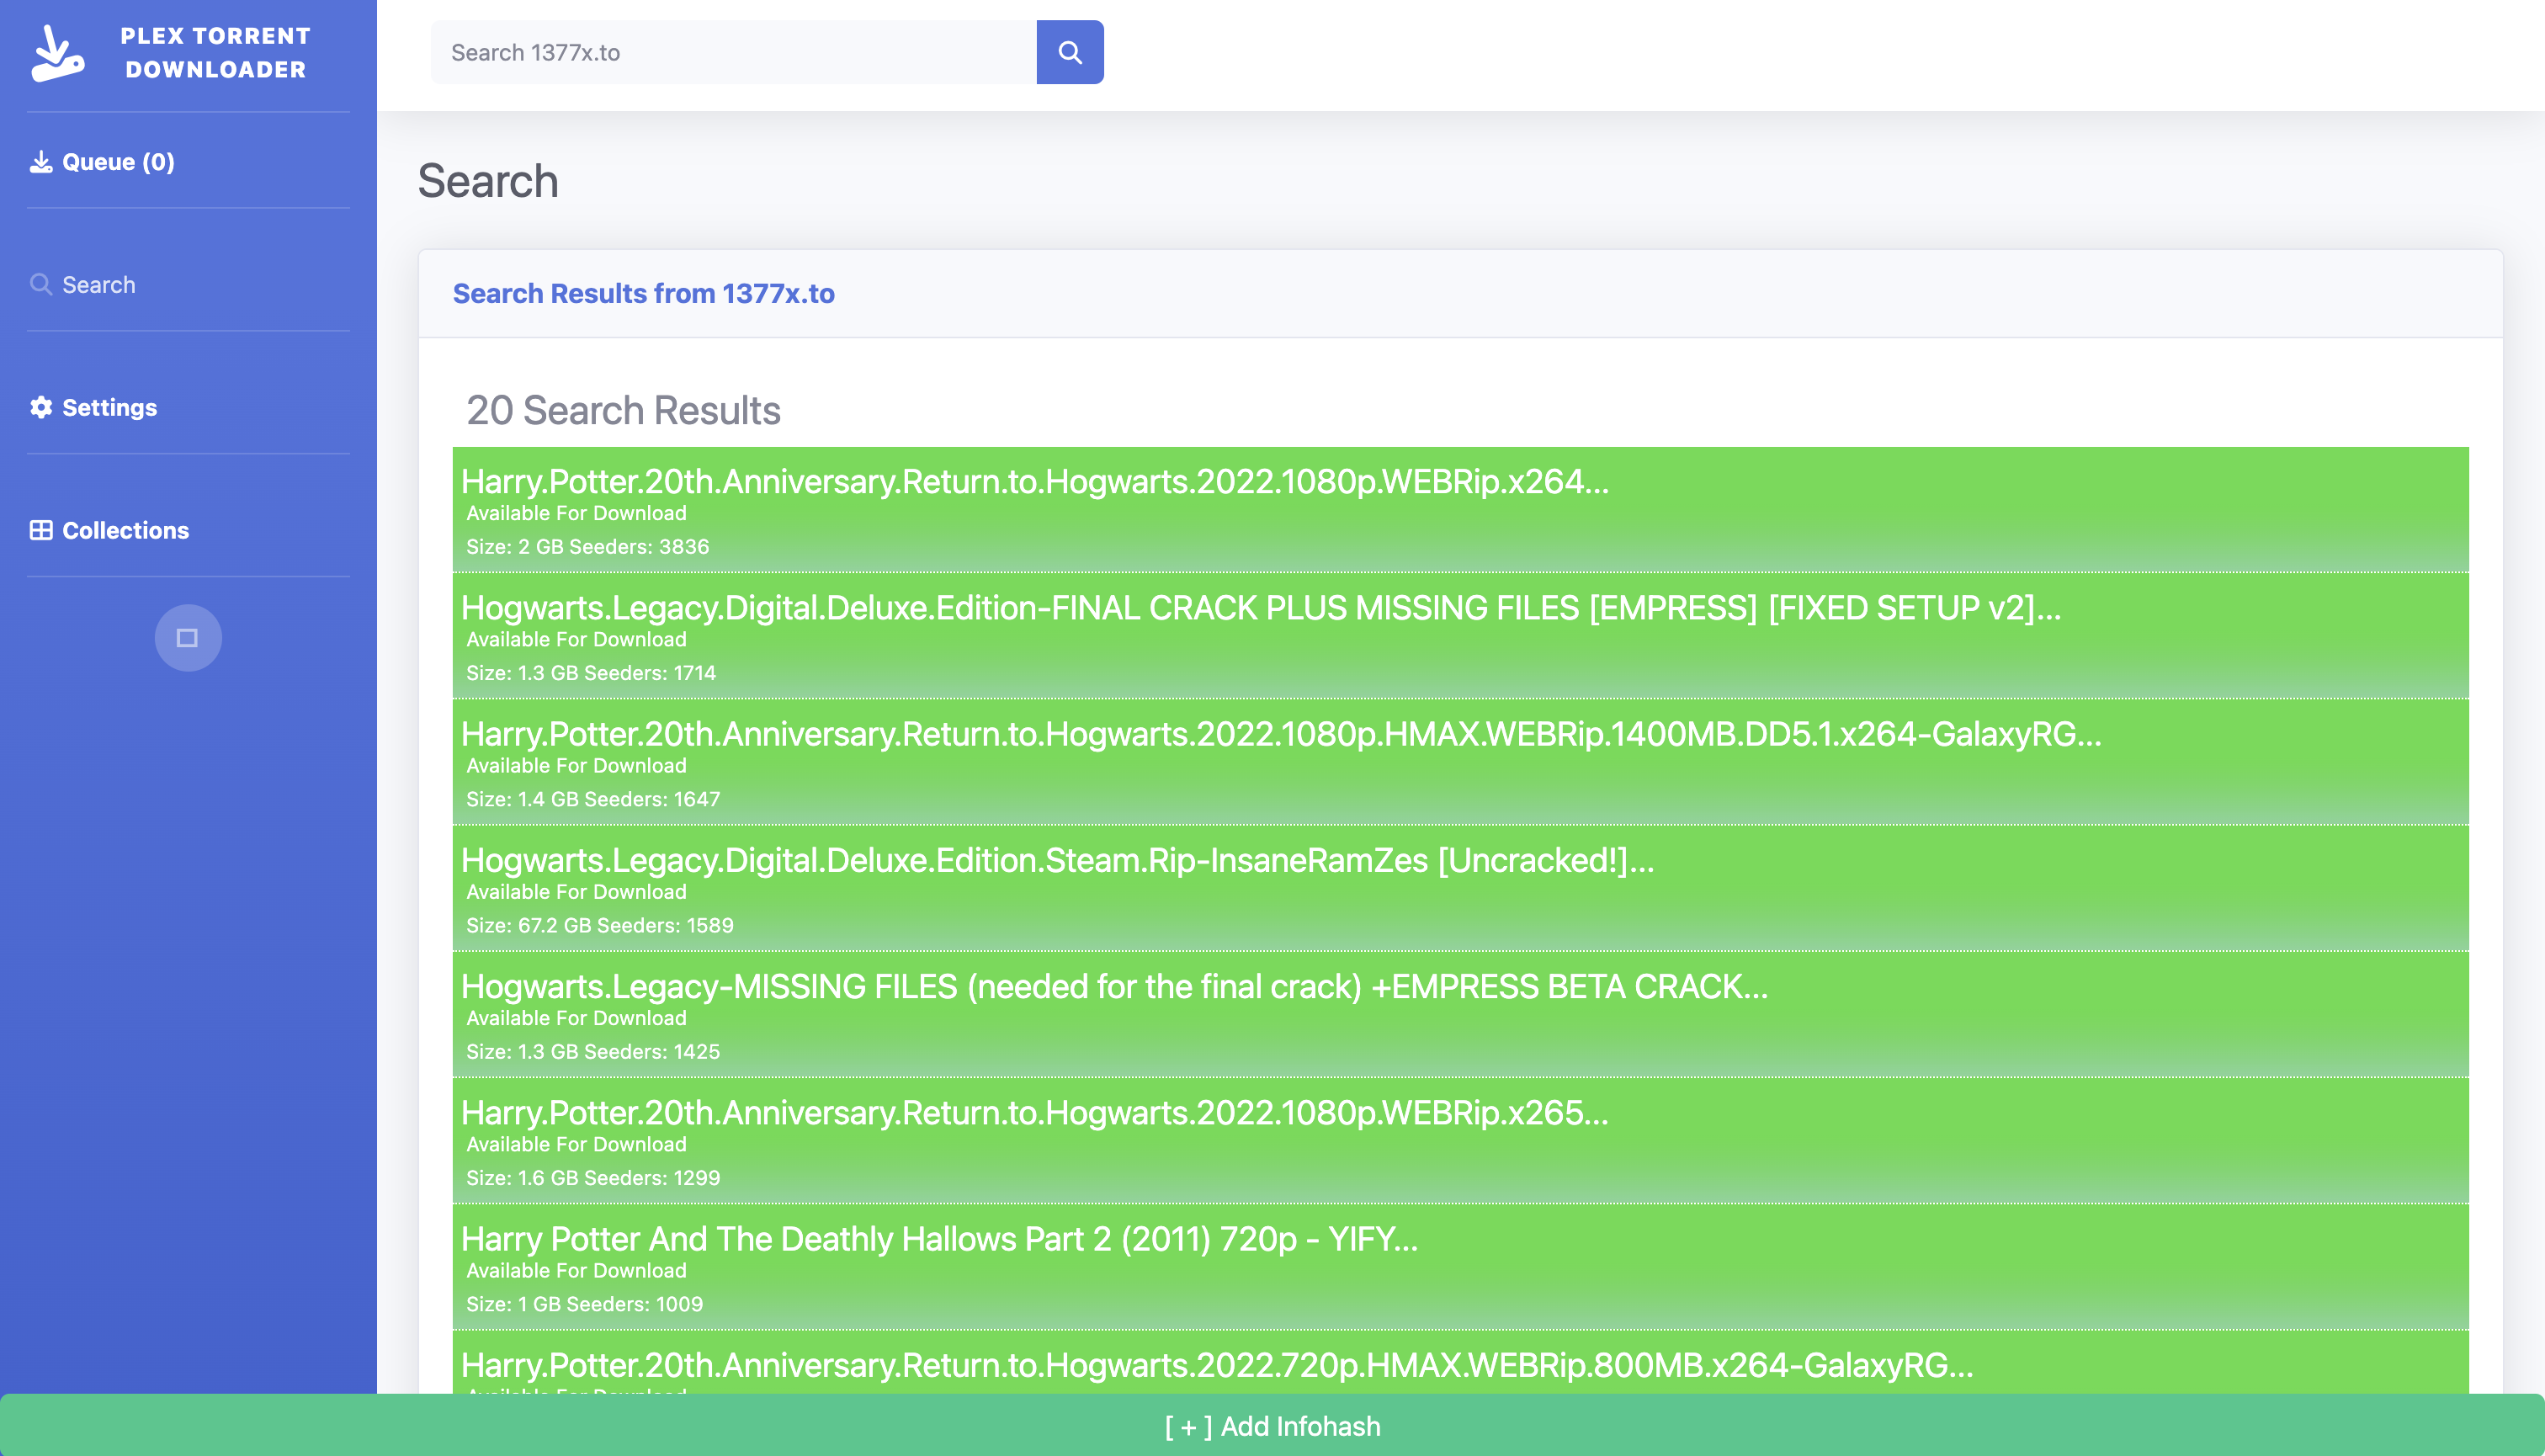 PLEX TORRENT
DOWNLOADER
Queue (0)
Search
Settings
Collections
Search 1377x.to
Search
Search Results from 1377x.to
20 Search Results
Harry.Potter.20th.Anniversary.Return.to.Hogwarts.2022.1080p.WEBRip.x264...
Available For Download
Size: 2 GB Seeders: 3836
Hogwarts.Legacy.Digital.Deluxe.Edition-FINAL CRACK PLUS MISSING FILES [EMPRESS] [FIXED SETUP v2]...
Available For Download
Size: 1.3 GB Seeders: 1714
Harry.Potter.20th.Anniversary.Return.to.Hogwarts.2022.1080p.HMAX.WEBRip.1400MB.DD5.1.x264-GalaxyRG...
Available For Download
Size: 1.4 GB Seeders: 1647
Hogwarts.Legacy.Digital.Deluxe.Edition.Steam.Rip-InsaneRamZes [Uncracked!]...
Available For Download
Size: 67.2 GB Seeders: 1589
Hogwarts.Legacy-MISSING FILES (needed for the final crack) +EMPRESS BETA CRACK...
Available For Download
Size: 1.3 GB Seeders: 1425
Harry.Potter.20th.Anniversary.Return.to.Hogwarts.2022.1080p.WEBRip.x265...
Available For Download
Size: 1.6 GB Seeders: 1299
Harry Potter And The Deathly Hallows Part 2 (2011) 720p - YIFY...
Available For Download
Size: 1 GB Seeders: 1009
Harry.Potter.20th.Anniversary.Return.to.Hogwarts.2022.720p.HMAX.WEBRip.800MB.x264-GalaxyRG...
[ + ] Add Infohash